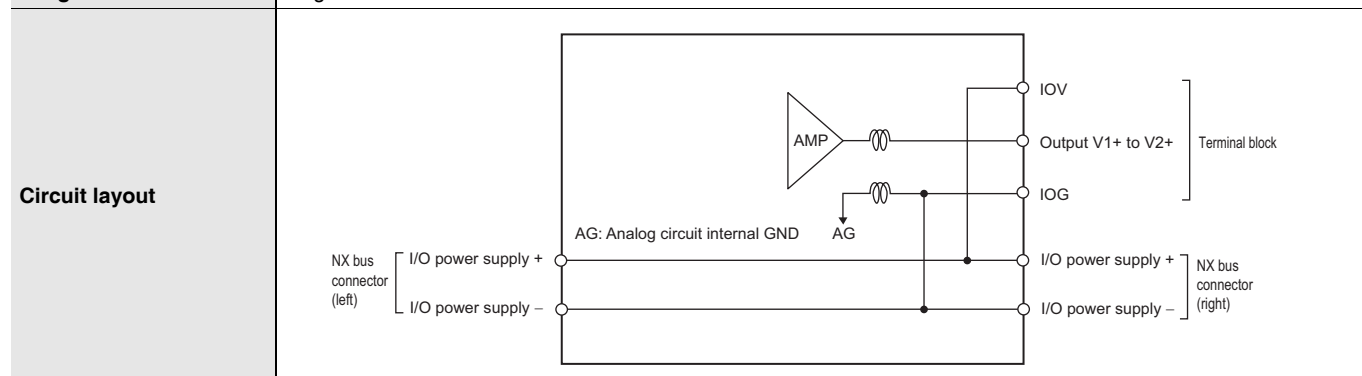 Circuit layout
IOV
AMP
Output V1+ to V2+
Terminal block
IOG
AG: Analog circuit internal GND
AG
NX bus
connector
(left)
I/O power supply +
I/O power supply −
I/O power supply +
I/O power supply −
NX bus
connector
(right)